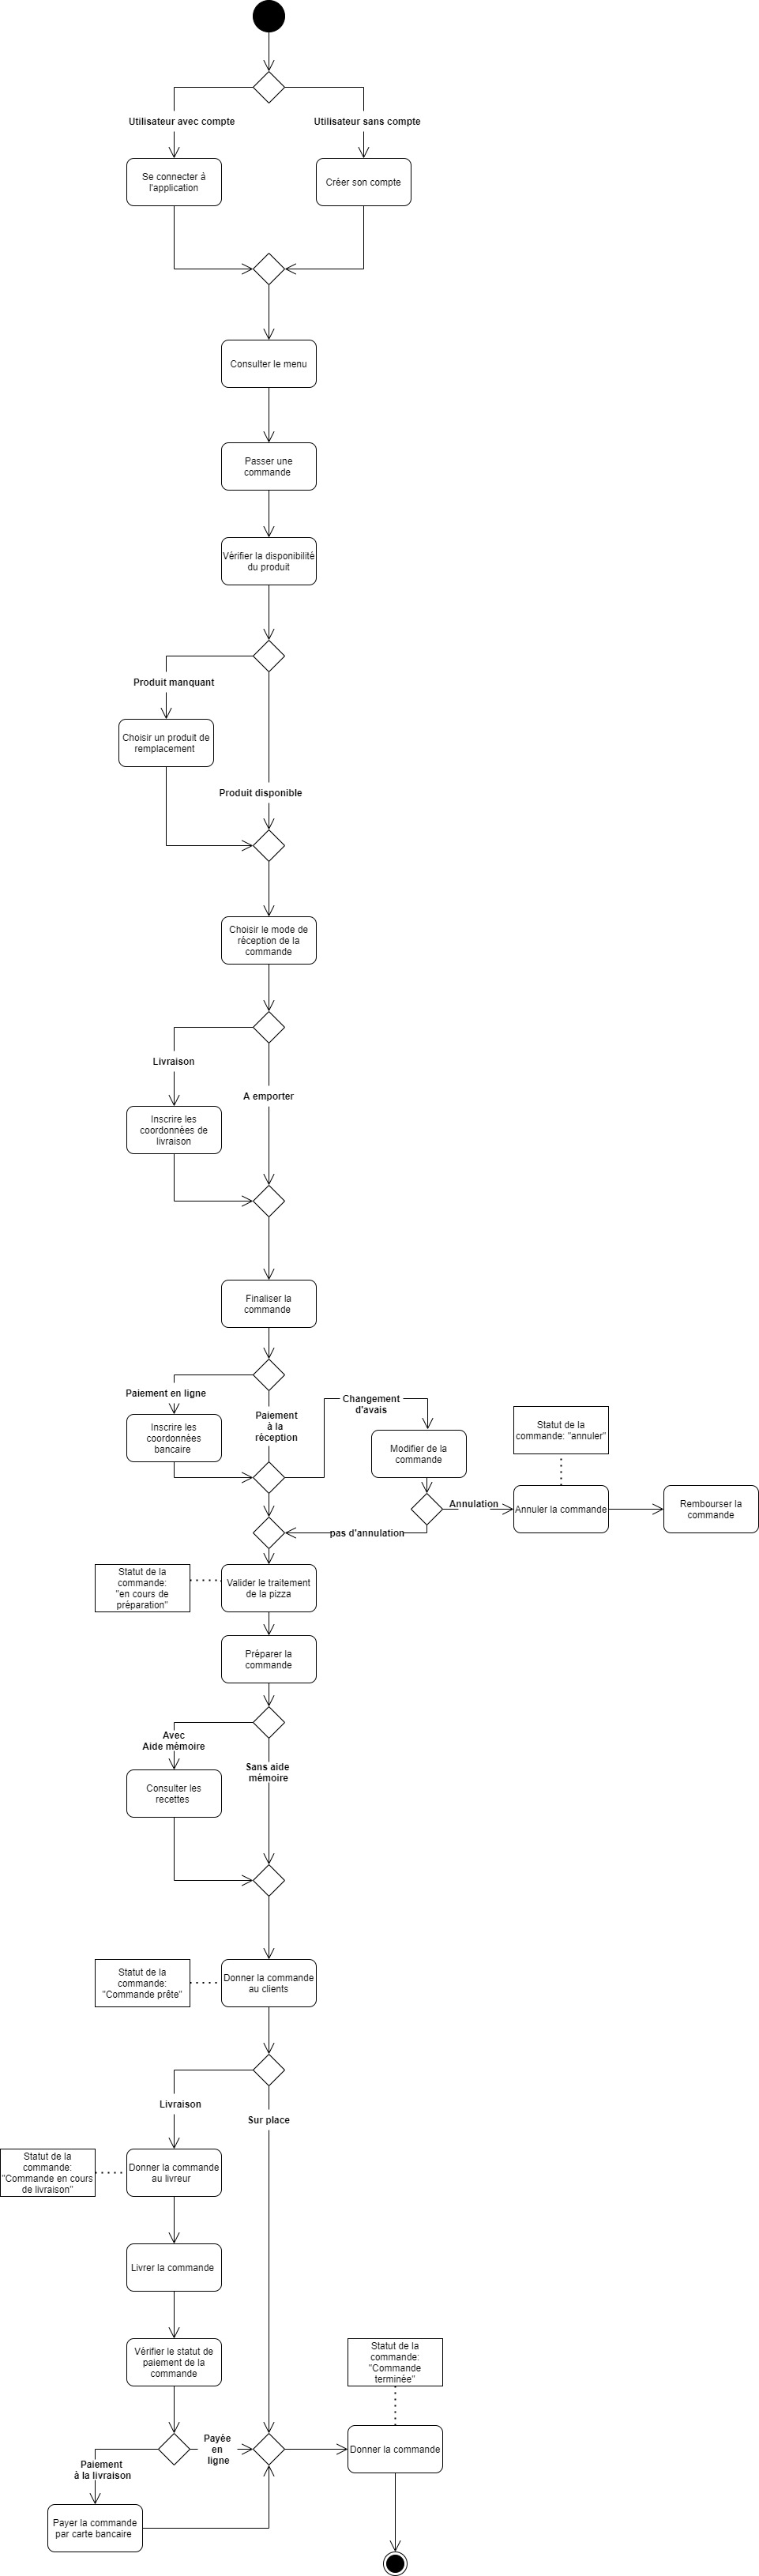 Utilisateur avec compte
Utilisateur sans compte
Se connecter à
l'application
Créer son compte
Consulter le menu
Passer une
commande
Vérifier la disponibilité
du produit
Produit manquant
Choisir un produit de
remplacement
Produit disponible
Choisir le mode de
réception de la
commande
Livraison
A emporter
Inscrire les
coordonnées de
livraison
Finaliser la
commande
Paiement en ligne
Paiement
à la
réception
Changement
d'avais
Inscrire les
coordonnées
bancaire
Modifier de la
commande
Statut de la
commande: "annuler"
Annulation
Annuler la commande
Rembourser la
commande
pas d'annulation
Statut de la
commande:
"en cours de
préparation"
Valider le traitement
de la pizza
Préparer la
commande
Avec
Aide mémoire
Sans aide
mémoire
Consulter les
recettes
Statut de la
commande:
"Commande prête"
Donner la commande
au clients
Livraison
Sur place
Statut de la
commande:
"Commande en cours
de livraison"
Donner la commande
au livreur
Livrer la commande
Vérifier le statut de
paiement de la
commande
Statut de la
commande:
"Commande
terminée"
Payée
en
ligne
Donner la commande
Paiement
à la livraison
Payer la commande
par carte bancaire